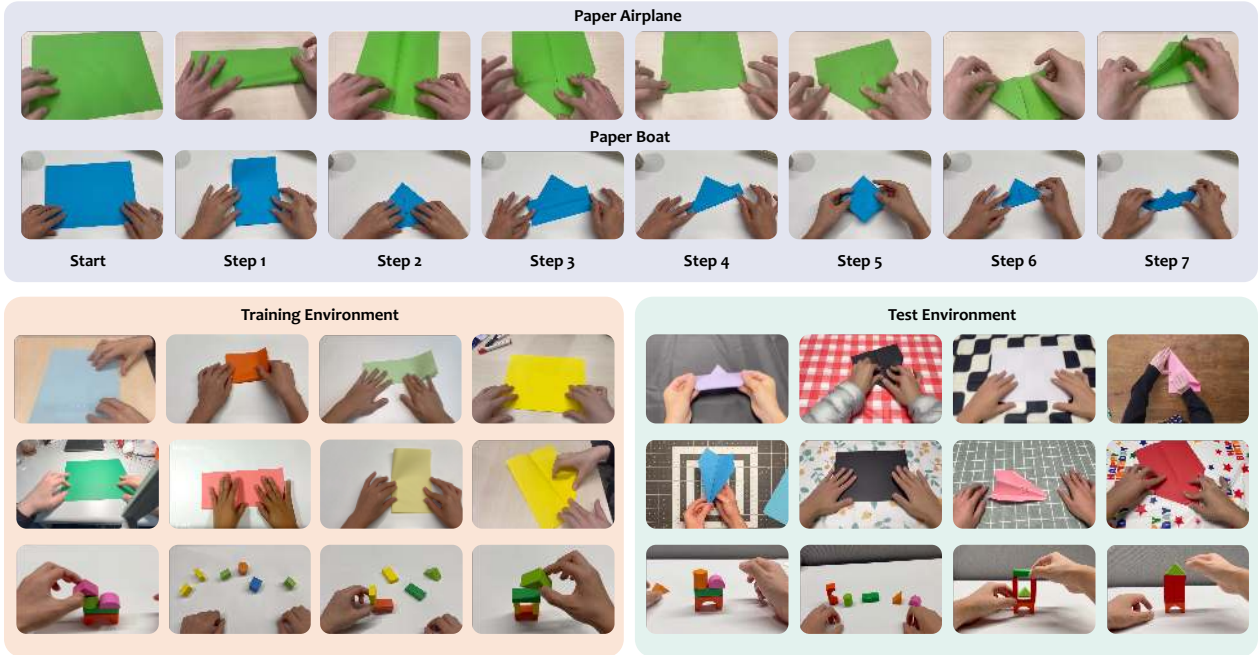 Paper Airplane
Paper Boat
Start
Step 1
Step 2
Step 3
Step 4
Step 5
Step 6
Step 7
Training Environment
Test Environment